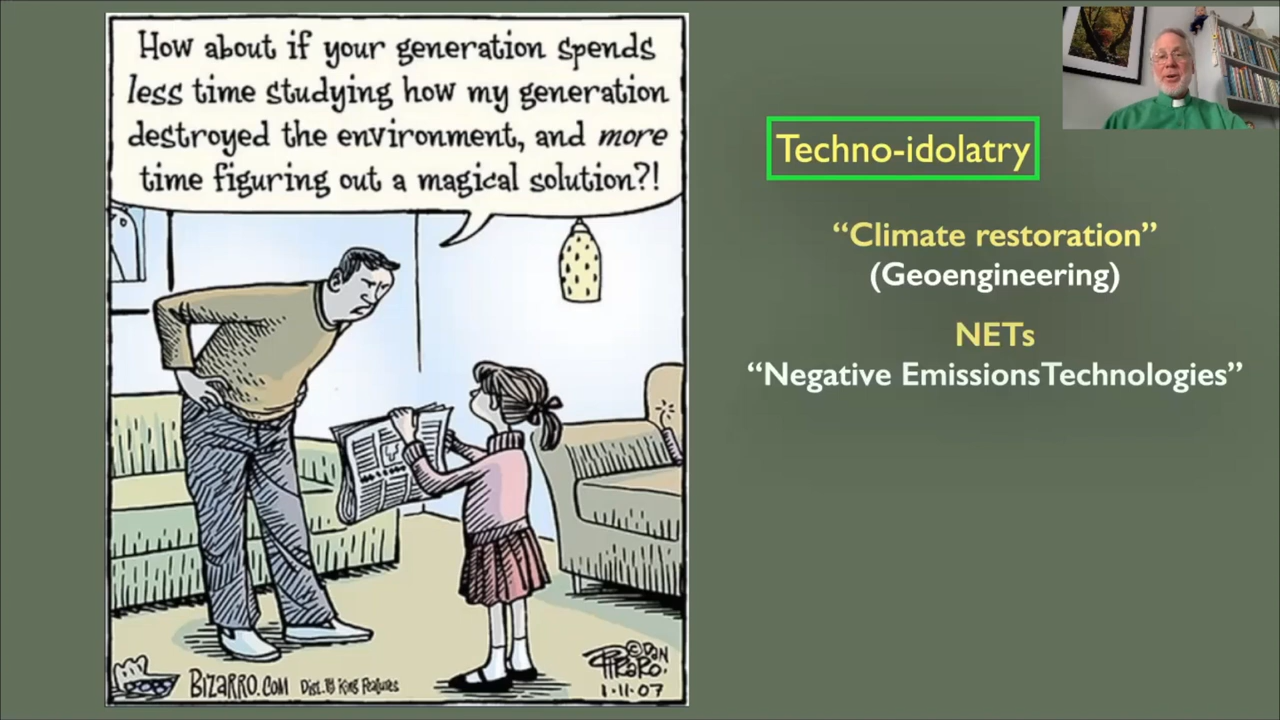 How about if your generation spends
less time studying how my generation
destroyed the environment, and more
time figuring out a magical solution?!
Techno-idolatry
“Climate restoration”
(Geoengineering)
NETs
“Negative EmissionsTechnologies”
BIZARRO.COM Dist. by King Features
©DAN
PIRARO.
1-11-07